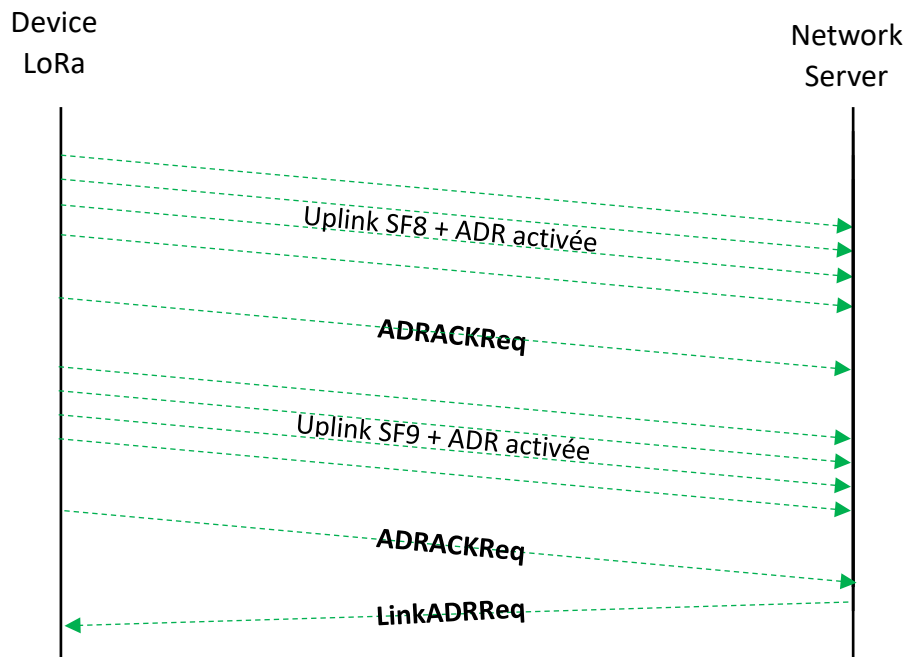 Device
LoRa
Network
Server
Uplink SF8 + ADR activée
ADRACKReq
Uplink SF9 + ADR activée
ADRACKReq
LinkADRReq